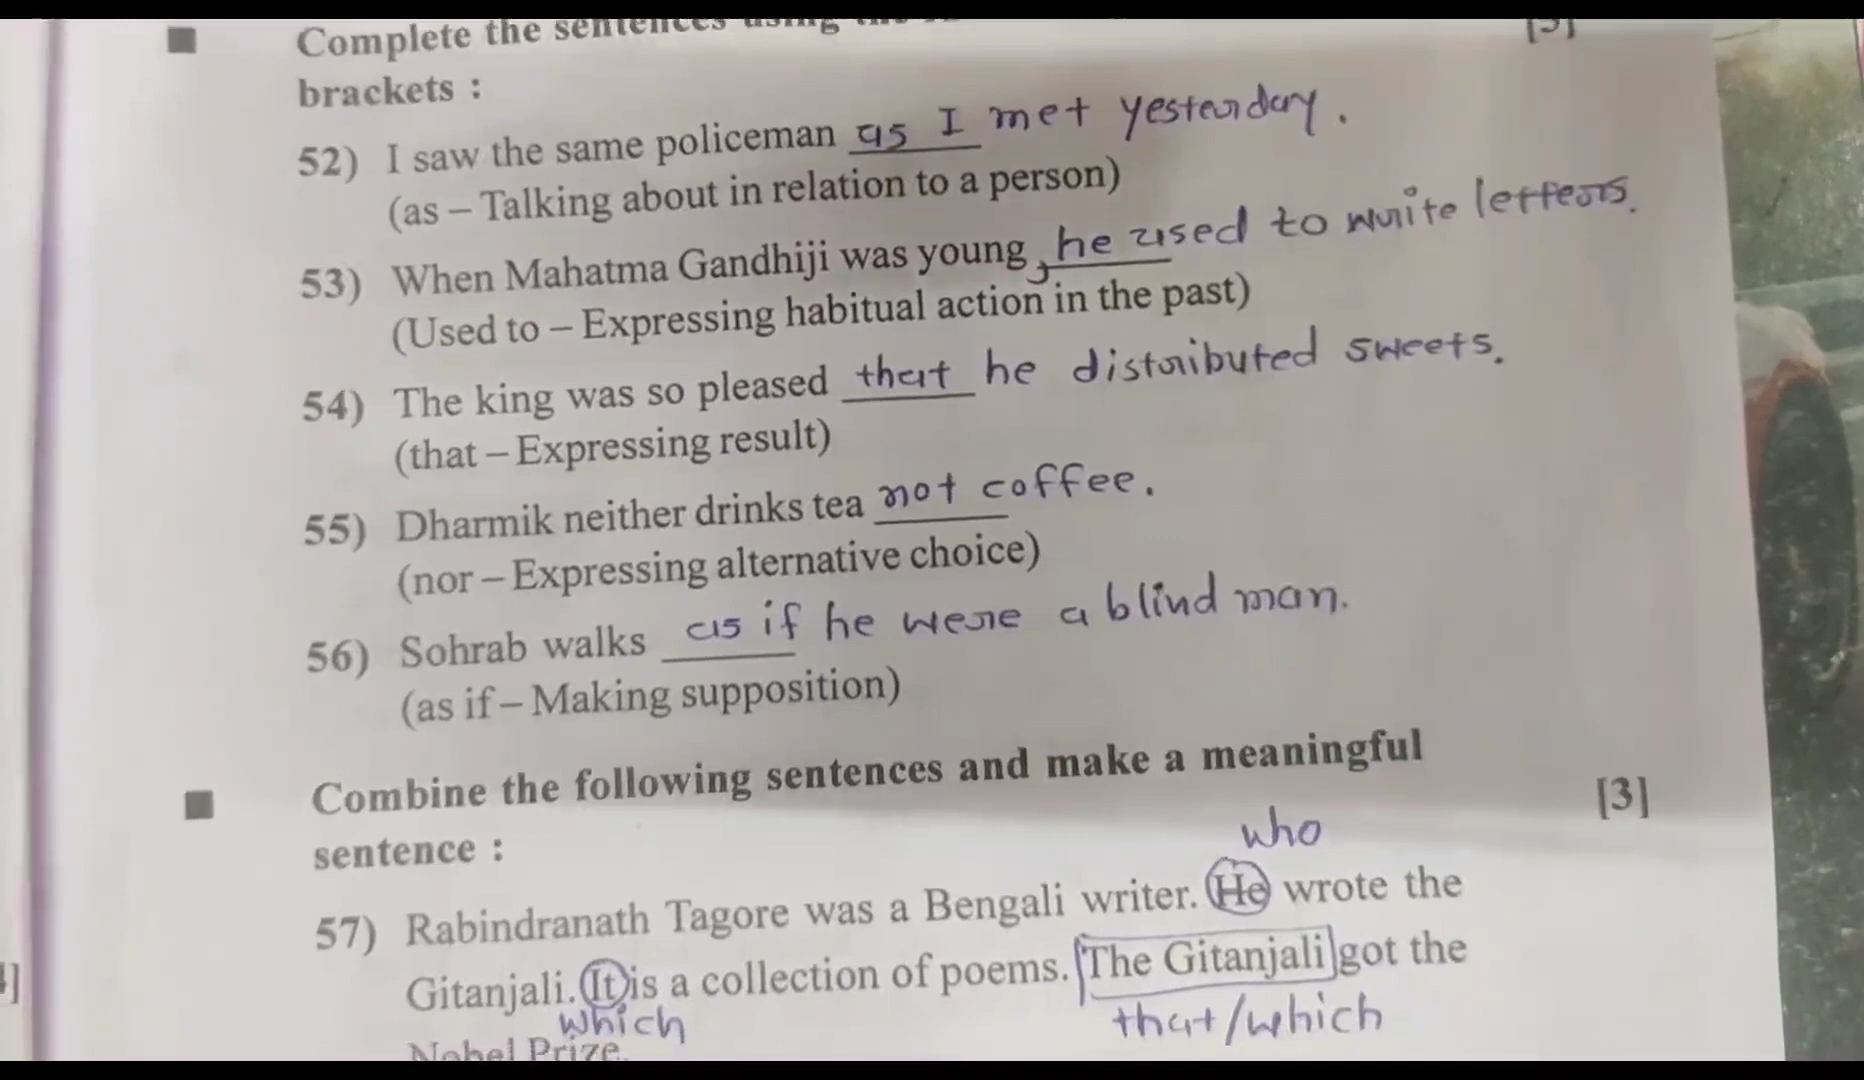 Complete the sentences using the
[5]
brackets :
52) I saw the same policeman as I met yesterday.
(as – Talking about in relation to a person)
53) When Mahatma Gandhiji was young, he used to write letters.
(Used to – Expressing habitual action in the past)
54) The king was so pleased that he distributed sweets.
(that – Expressing result)
55) Dharmik neither drinks tea not coffee.
(nor – Expressing alternative choice)
56) Sohrab walks as if he were a blind man.
(as if – Making supposition)
Combine the following sentences and make a meaningful
[3]
sentence :
who
57) Rabindranath Tagore was a Bengali writer. He wrote the
Gitanjali. It is a collection of poems. The Gitanjali got the
which that/which
Nobel Prize.